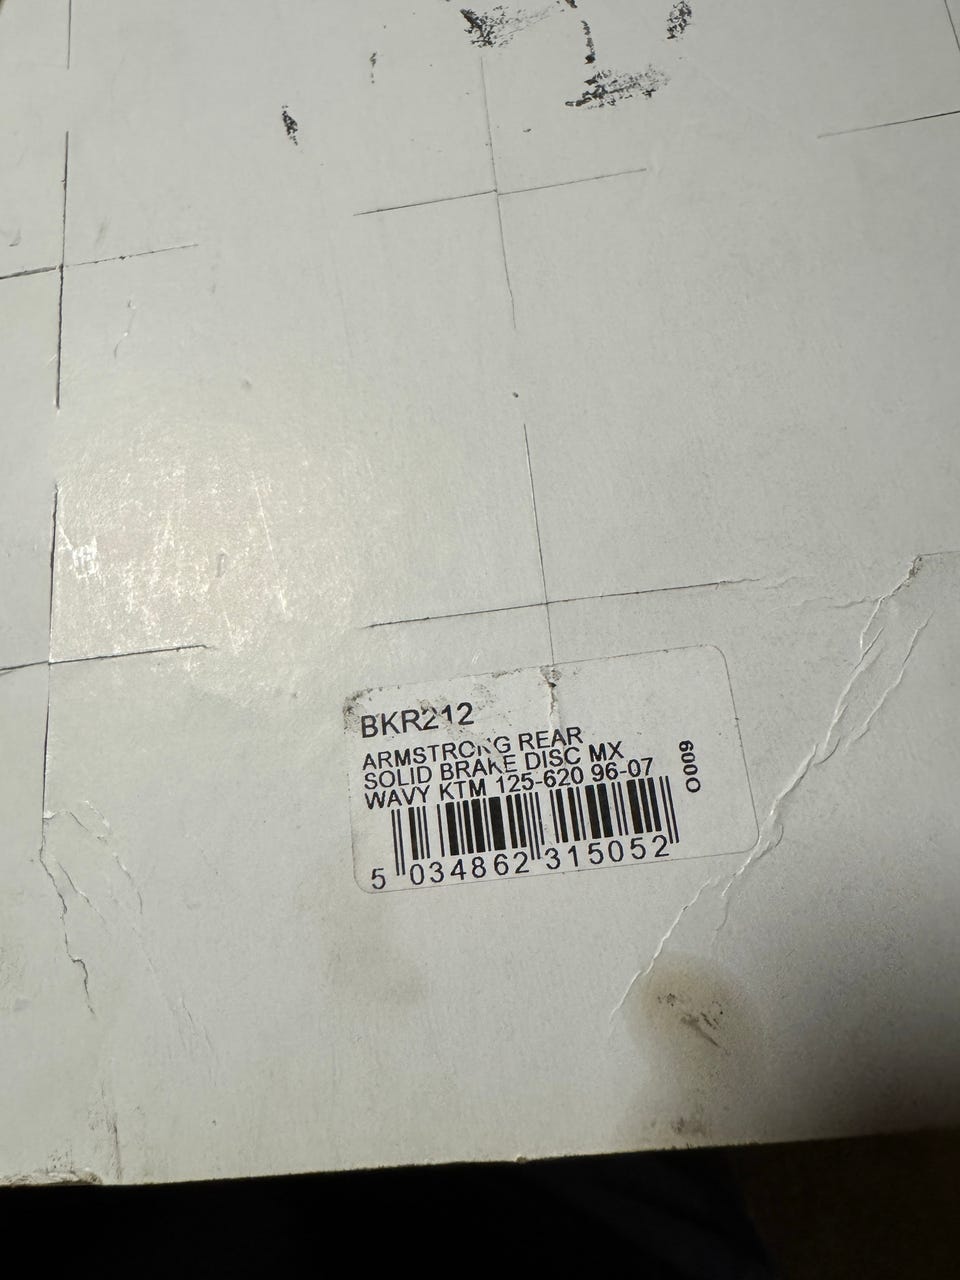 BKR212
ARMSTRONG REAR
SOLID BRAKE DISC MX
WAVY KTM 125-620 96-07
O009
5 034862 315052